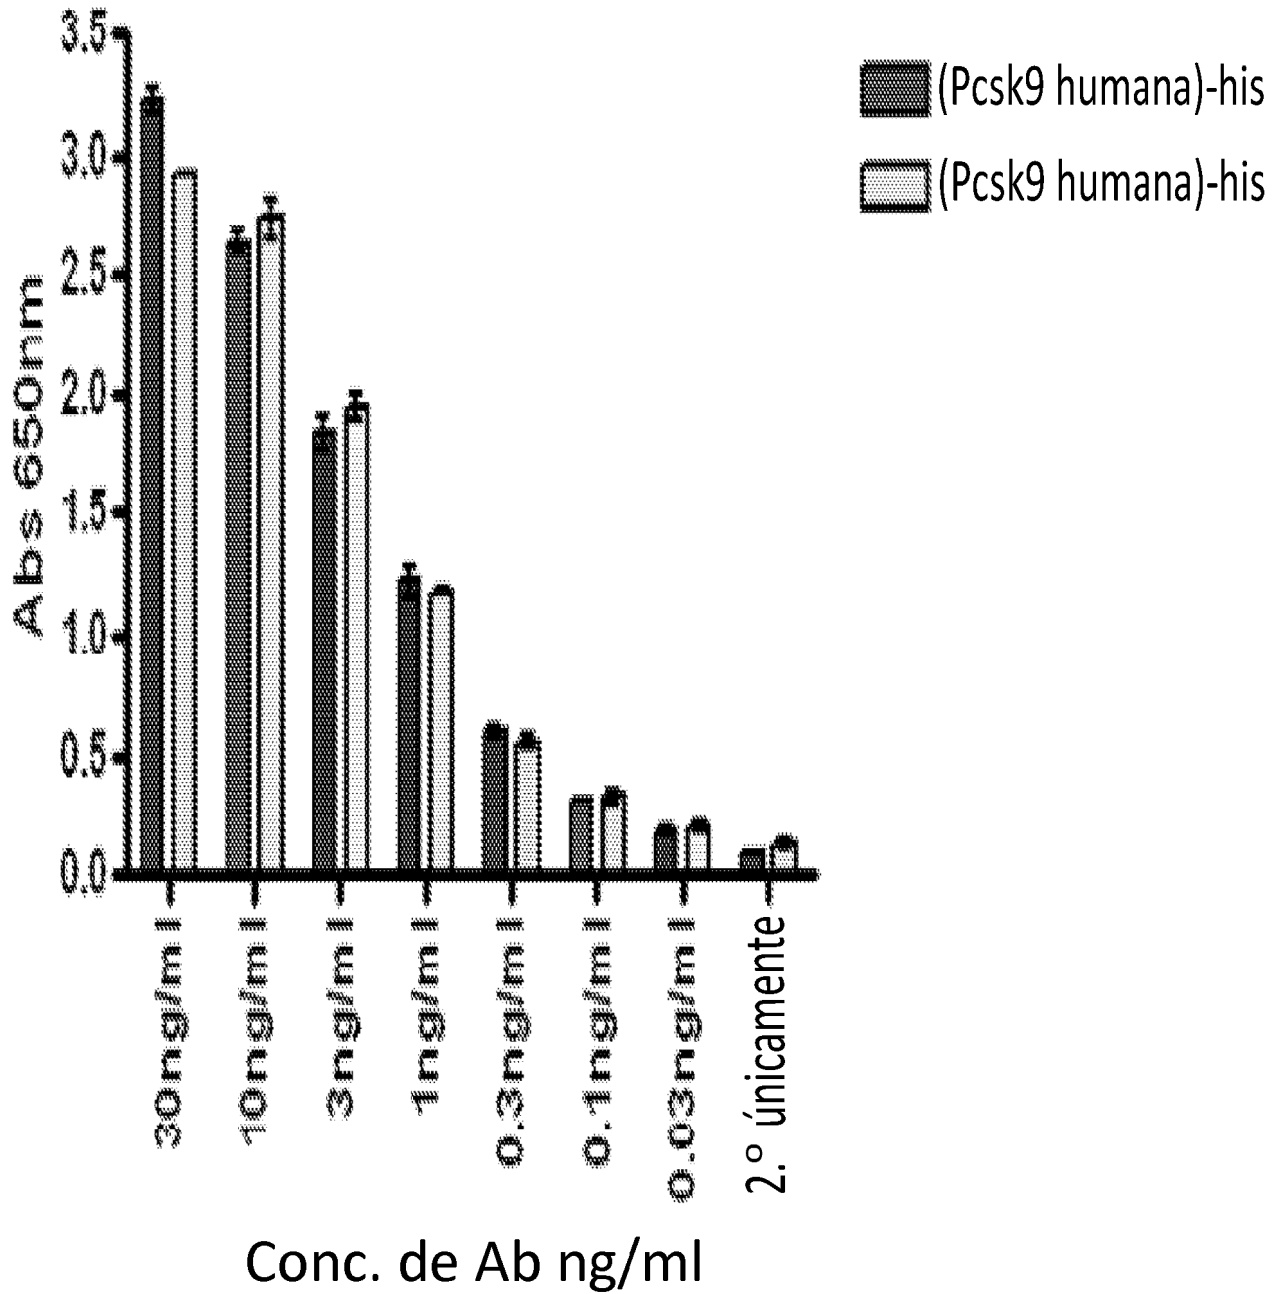 3.5
3.0
2.5
2.0
1.5
1.0
0.5
0.0
Abs 650nm
(Pcsk9 humana)-his
(Pcsk9 humana)-his
30ng/ml
10ng/ml
3ng/ml
1ng/ml
0.3ng/ml
0.1ng/ml
0.03ng/ml
2.º únicamente
Conc. de Ab ng/ml